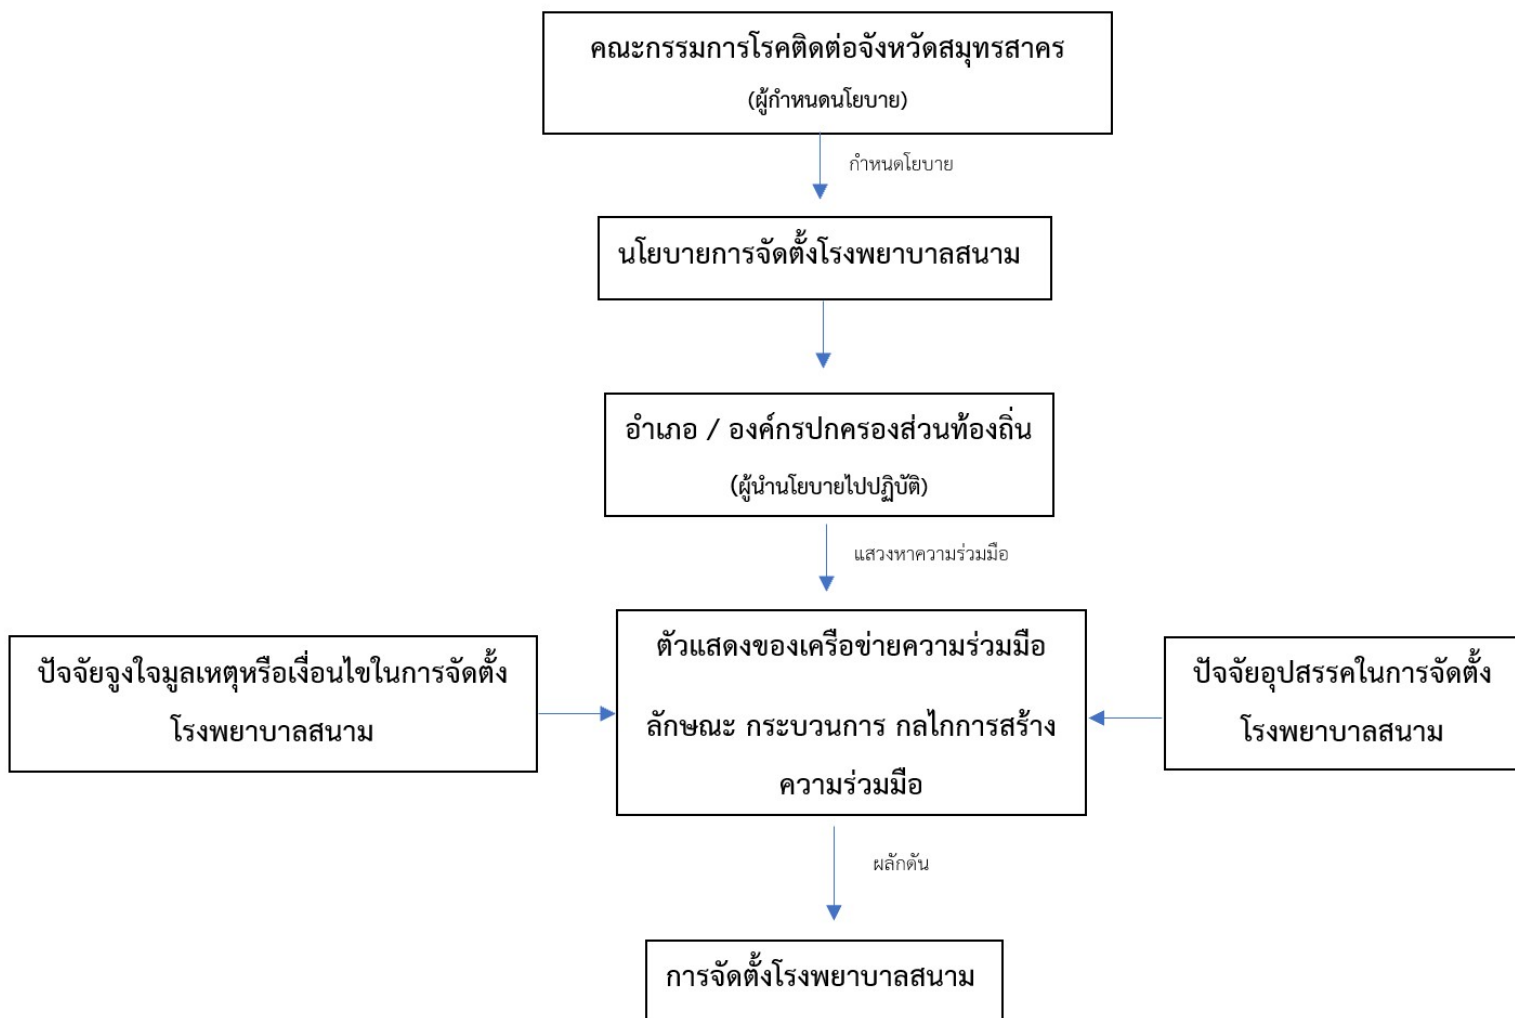 คณะกรรมการโรคติดต่อจังหวัดสมุทรสาคร
(ผู้กำหนดนโยบาย)
กำหนดโยบาย
นโยบายการจัดตั้งโรงพยาบาลสนาม
อำเภอ / องค์กรปกครองส่วนท้องถิ่น
(ผู้นำนโยบายไปปฏิบัติ)
แสวงหาความร่วมมือ
ปัจจัยจูงใจมูลเหตุหรือเงื่อนไขในการจัดตั้ง
โรงพยาบาลสนาม
ตัวแสดงของเครือข่ายความร่วมมือ
ลักษณะ กระบวนการ กลไกการสร้าง
ความร่วมมือ
ปัจจัยอุปสรรคในการจัดตั้ง
โรงพยาบาลสนาม
ผลักดัน
การจัดตั้งโรงพยาบาลสนาม